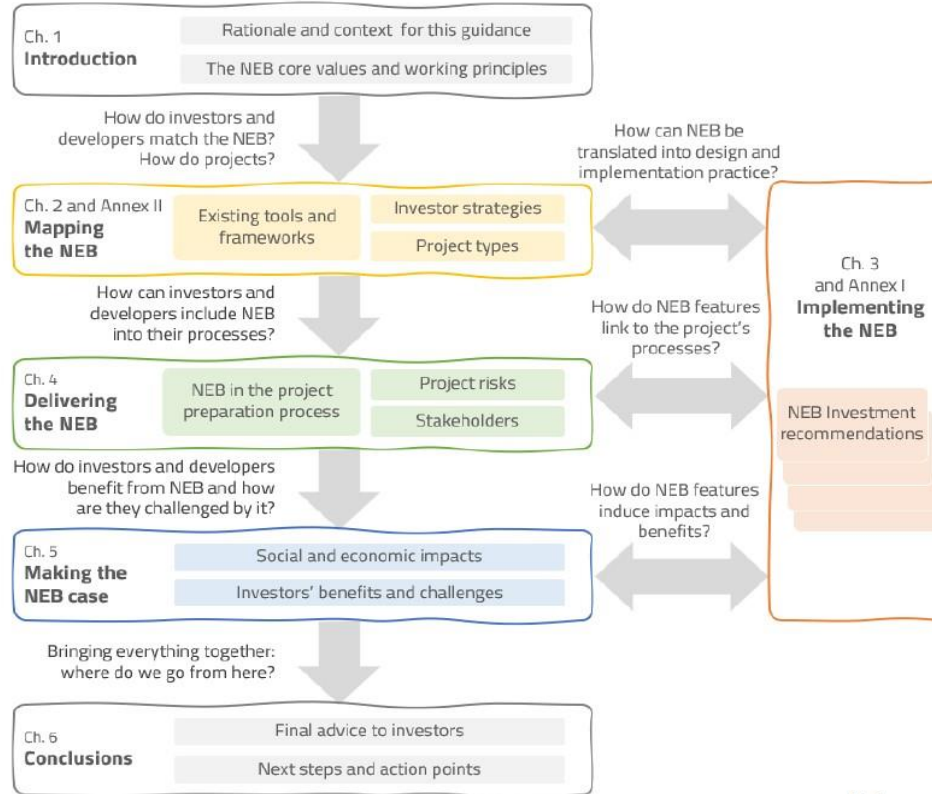 Ch. 1
Introduction
Rationale and context for this guidance
The NEB core values and working principles
How do investors and
developers match the NEB?
How do projects?
How can NEB be
translated into design and
implementation practice?
Ch. 2 and Annex II
Mapping
the NEB
Existing tools and
frameworks
Investor strategies
Project types
Ch. 3
and Annex I
Implementing
the NEB
NEB Investment
recommendations
How can investors and
developers include NEB
into their processes?
How do NEB features
link to the project's
processes?
Ch. 4
Delivering
the NEB
NEB in the project
preparation process
Project risks
Stakeholders
How do investors and developers
benefit from NEB and how
are they challenged by it?
How do NEB features
induce impacts and
benefits?
Ch. 5
Making the
NEB case
Social and economic impacts
Investors' benefits and challenges
Bringing everything together:
where do we go from here?
Ch. 6
Conclusions
Final advice to investors
Next steps and action points